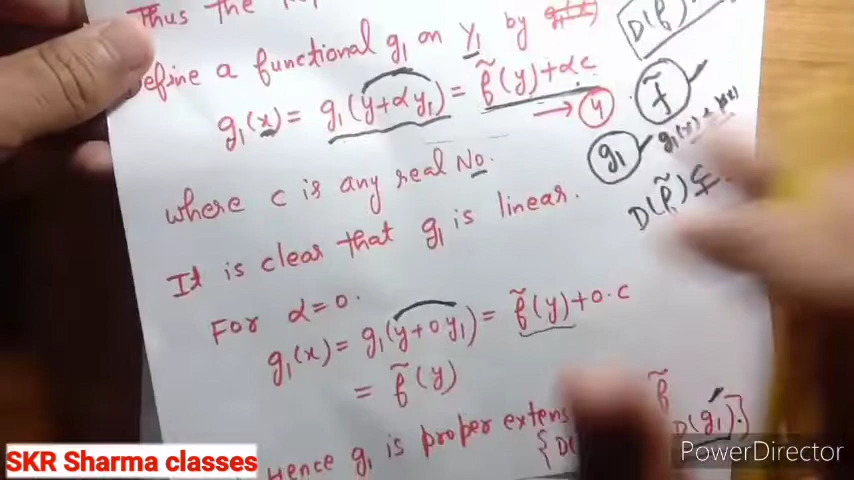 Thus the
Define a functional g₁ on Y₁ by
D(f̃)
g₁(x) = g₁(y+αy₁) = f̃(y)+αc
→ 4
f̃
g₁
where c is any real No.
D(f̃) ⊊
It is clear that g₁ is linear.
For α=0.
g₁(x) = g₁(y+0y₁) = f̃(y)+0.c
= f̃(y)
Hence g₁ is proper f̃
D(g₁)}
SKR Sharma classes
PowerDirector